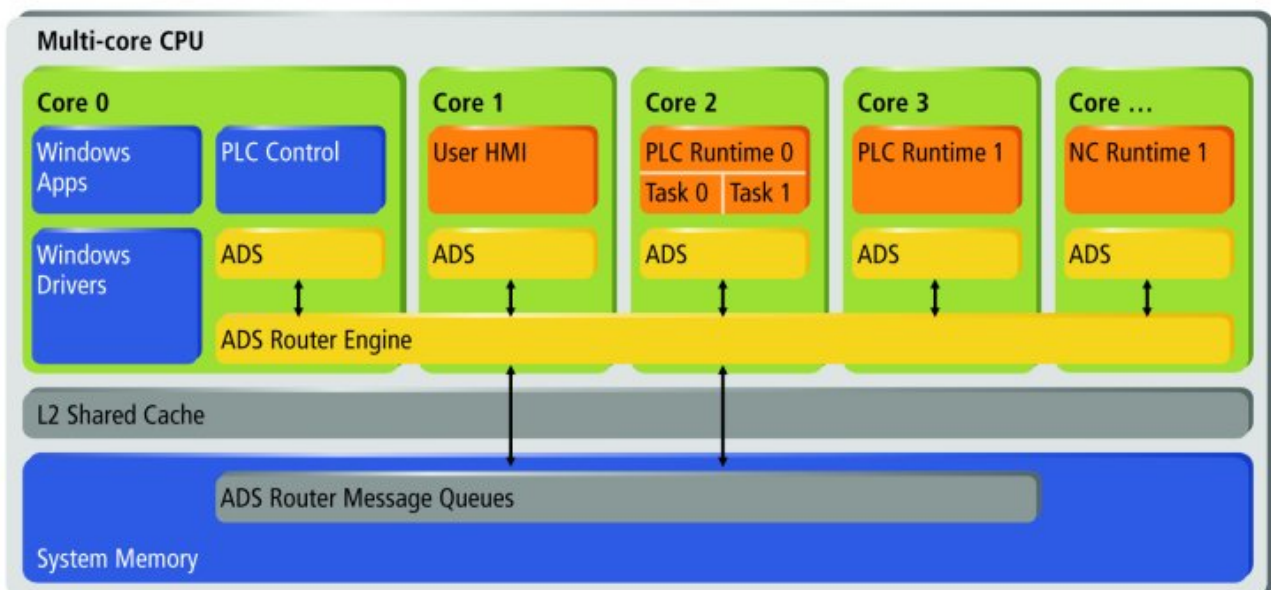 Multi-core CPU
Core 0
Core 1
Core 2
Core 3
Core …
Windows
Apps
PLC Control
User HMI
PLC Runtime 0
Task 0
Task 1
PLC Runtime 1
NC Runtime 1
Windows
Drivers
ADS
ADS
ADS
ADS
ADS
ADS Router Engine
L2 Shared Cache
ADS Router Message Queues
System Memory